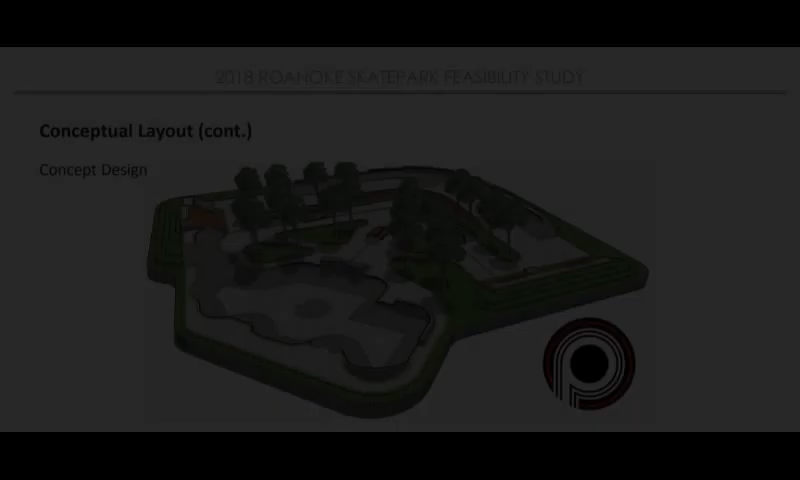 2018 ROANOKE SKATEPARK FEASIBILITY STUDY
Conceptual Layout (cont.)
Concept Design